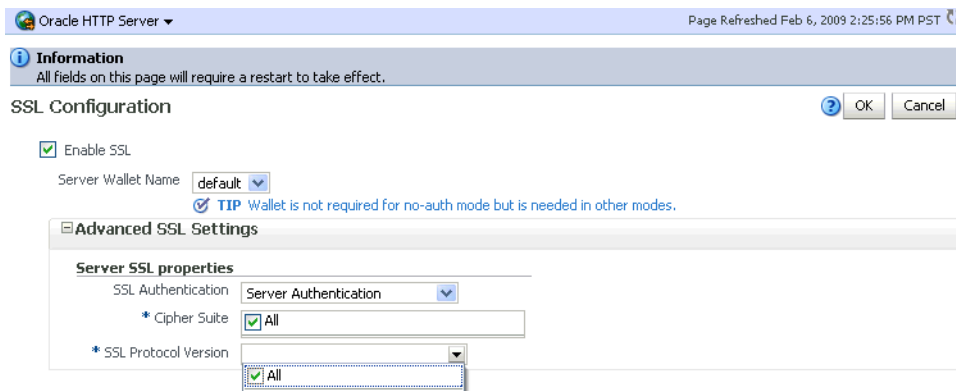 Oracle HTTP Server
Page Refreshed Feb 6, 2009 2:25:56 PM PST
Information
All fields on this page will require a restart to take effect.
SSL Configuration
OK Cancel
Enable SSL
Server Wallet Name default
TIP Wallet is not required for no-auth mode but is needed in other modes.
Advanced SSL Settings
Server SSL properties
SSL Authentication Server Authentication
* Cipher Suite All
* SSL Protocol Version
All